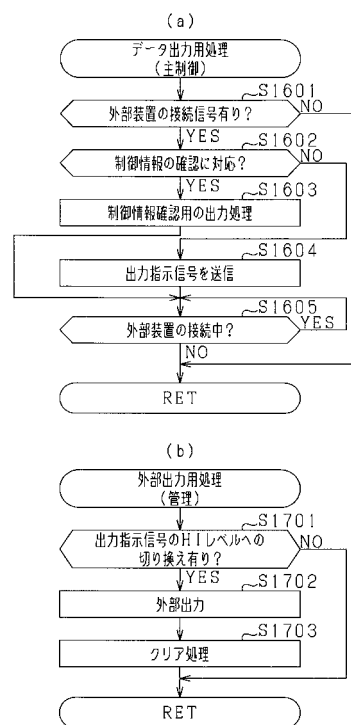 (a)
データ出力用処理
(主制御)
S1601
外部装置の接続信号有り?
NO
YES
S1602
制御情報の確認に対応?
NO
YES
S1603
制御情報確認用の出力処理
S1604
出力指示信号を送信
S1605
外部装置の接続中?
YES
NO
RET
(b)
外部出力用処理
(管理)
S1701
出力指示信号のHIレベルへの
切り換え有り?
NO
YES
S1702
外部出力
S1703
クリア処理
RET